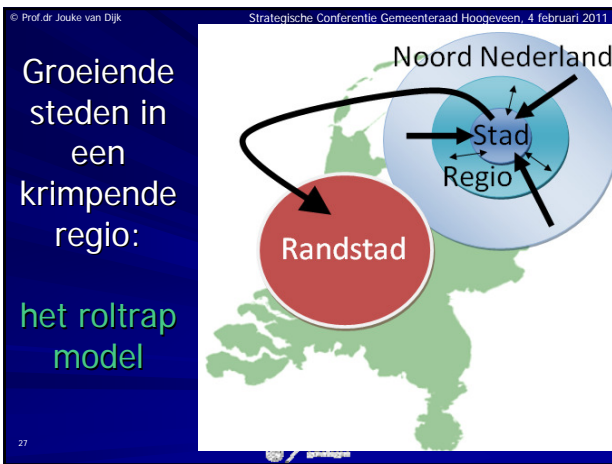 © Prof.dr Jouke van Dijk
Strategische Conferentie Gemeenteraad Hoogeveen, 4 februari 2011
Groeiende
steden in
een
krimpende
regio:
het roltrap
model
Noord Nederland
Stad
Regio
Randstad
27